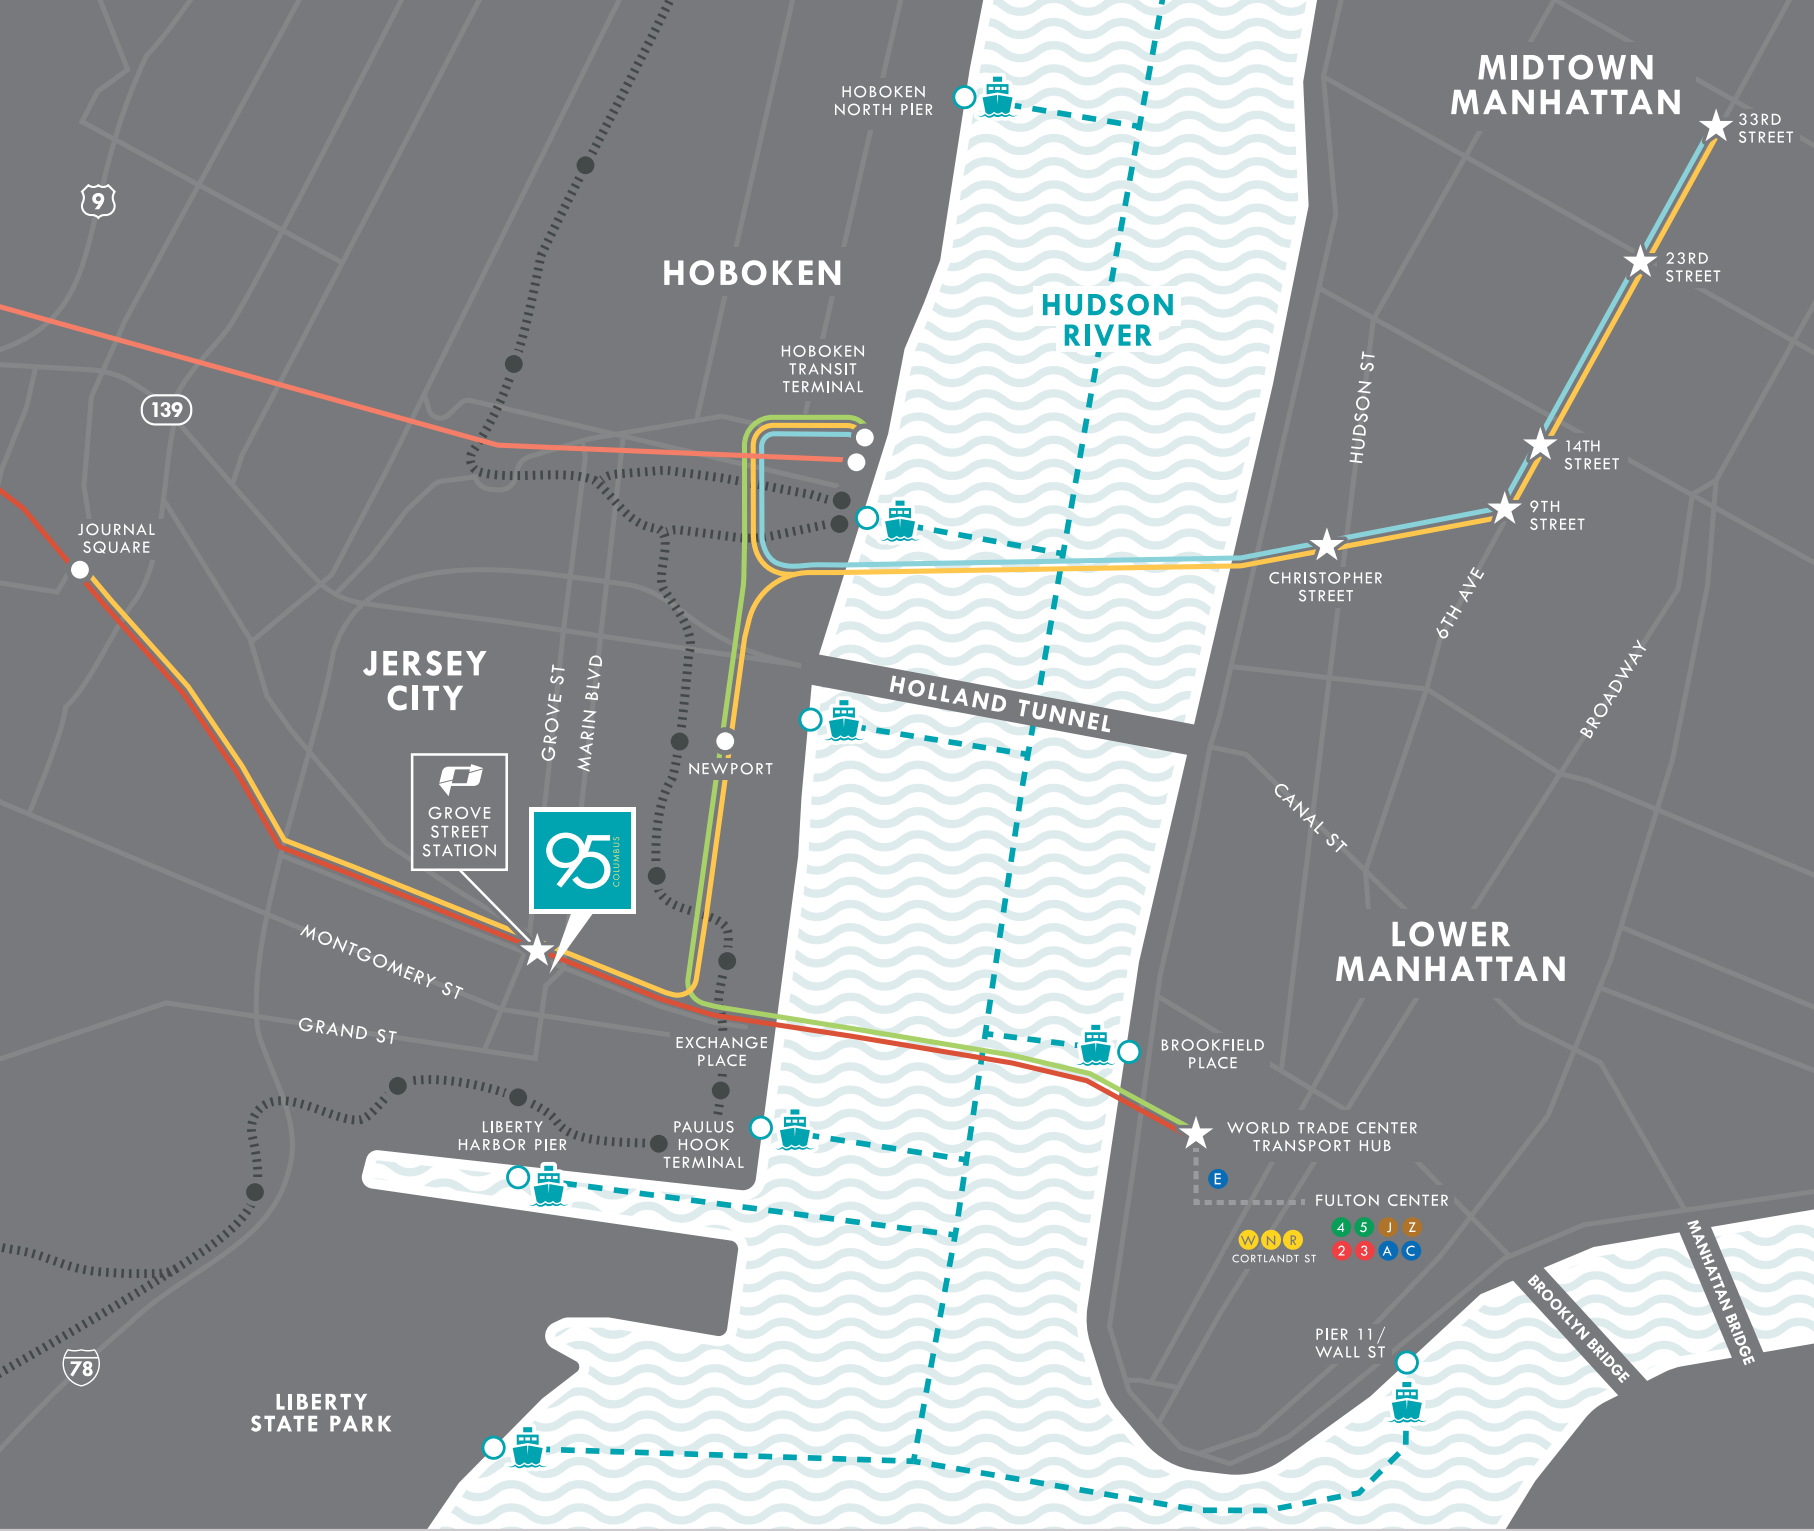 MIDTOWN
MANHATTAN
33RD
STREET
HOBOKEN
NORTH PIER
9
23RD
STREET
HOBOKEN
HUDSON
RIVER
HOBOKEN
TRANSIT
TERMINAL
HUDSON ST
139
14TH
STREET
9TH
STREET
JOURNAL
SQUARE
CHRISTOPHER
STREET
6TH AVE
BROADWAY
JERSEY
CITY
GROVE ST
MARIN BLVD
HOLLAND TUNNEL
NEWPORT
CANAL ST
GROVE
STREET
STATION
95
COLUMBUS
LOWER
MANHATTAN
MONTGOMERY ST
GRAND ST
EXCHANGE
PLACE
BROOKFIELD
PLACE
LIBERTY
HARBOR PIER
PAULUS
HOOK
TERMINAL
WORLD TRADE CENTER
TRANSPORT HUB
E
FULTON CENTER
4 5 J Z
W N R
2 3 A C
CORTLANDT ST
MANHATTAN BRIDGE
BROOKLYN BRIDGE
PIER 11/
WALL ST
78
LIBERTY
STATE PARK